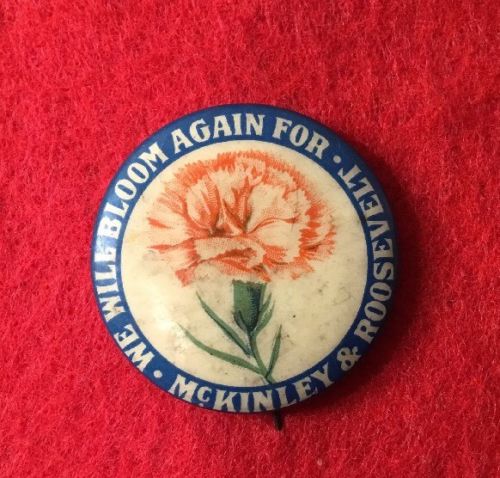 · WE WILL BLOOM AGAIN FOR ·
McKINLEY & ROOSEVELT